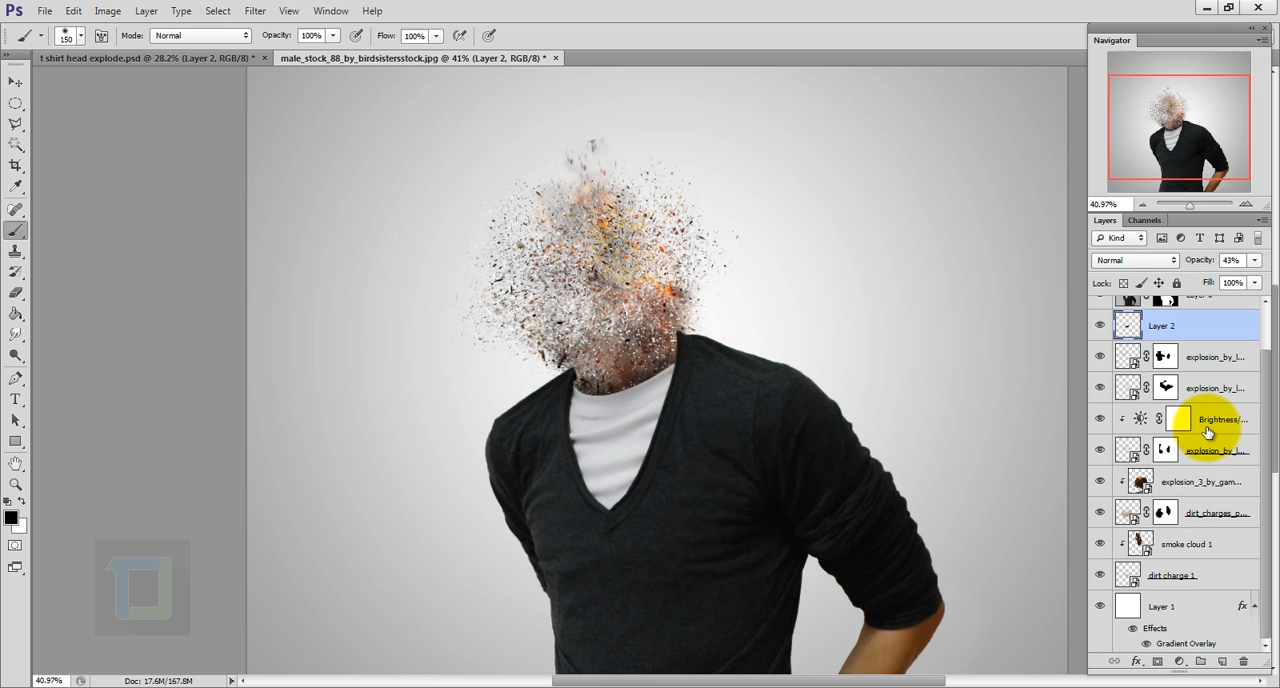 Ps File Edit Image Layer Type Select Filter View Window Help
150 Mode: Normal Opacity: 100% Flow: 100%
t shirt head explode.psd @ 28.2% (Layer 2, RGB/8) * × male_stock_88_by_birdsistersstock.jpg @ 41% (Layer 2, RGB/8) * ×
Navigator
40.97%
Layers Channels
Kind
Normal Opacity: 43%
Lock: Fill: 100%
Layer 2
explosion_by_l...
explosion_by_l...
Brightness/...
explosion_by_l...
explosion_3_by_gam...
dirt_charges_p...
smoke cloud 1
dirt charge 1
Layer 1 fx
Effects
Gradient Overlay
40.97% Doc: 17.6M/167.8M